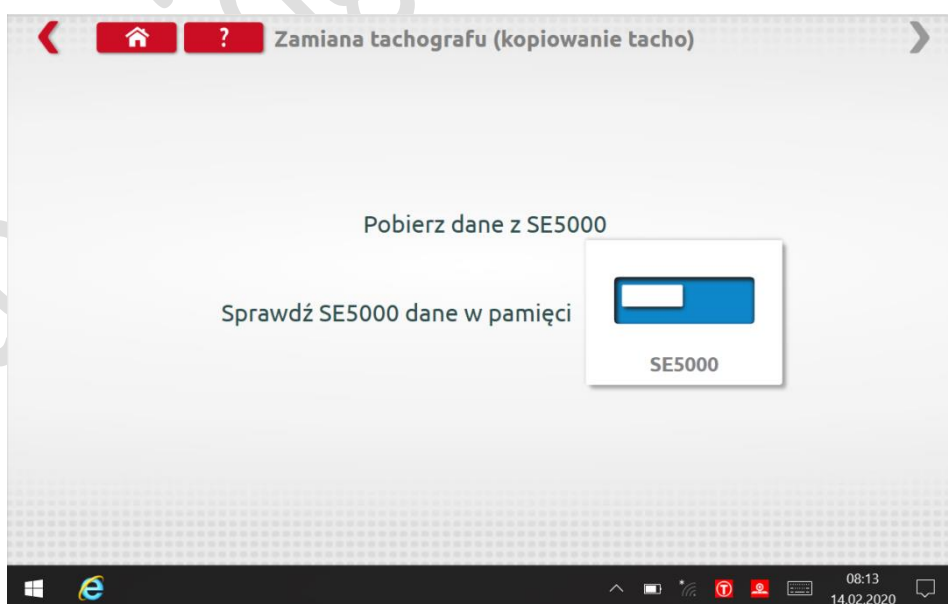 ? Zamiana tachografu (kopiowanie tacho)
Pobierz dane z SE5000
Sprawdź SE5000 dane w pamięci
SE5000
08:13
14.02.2020